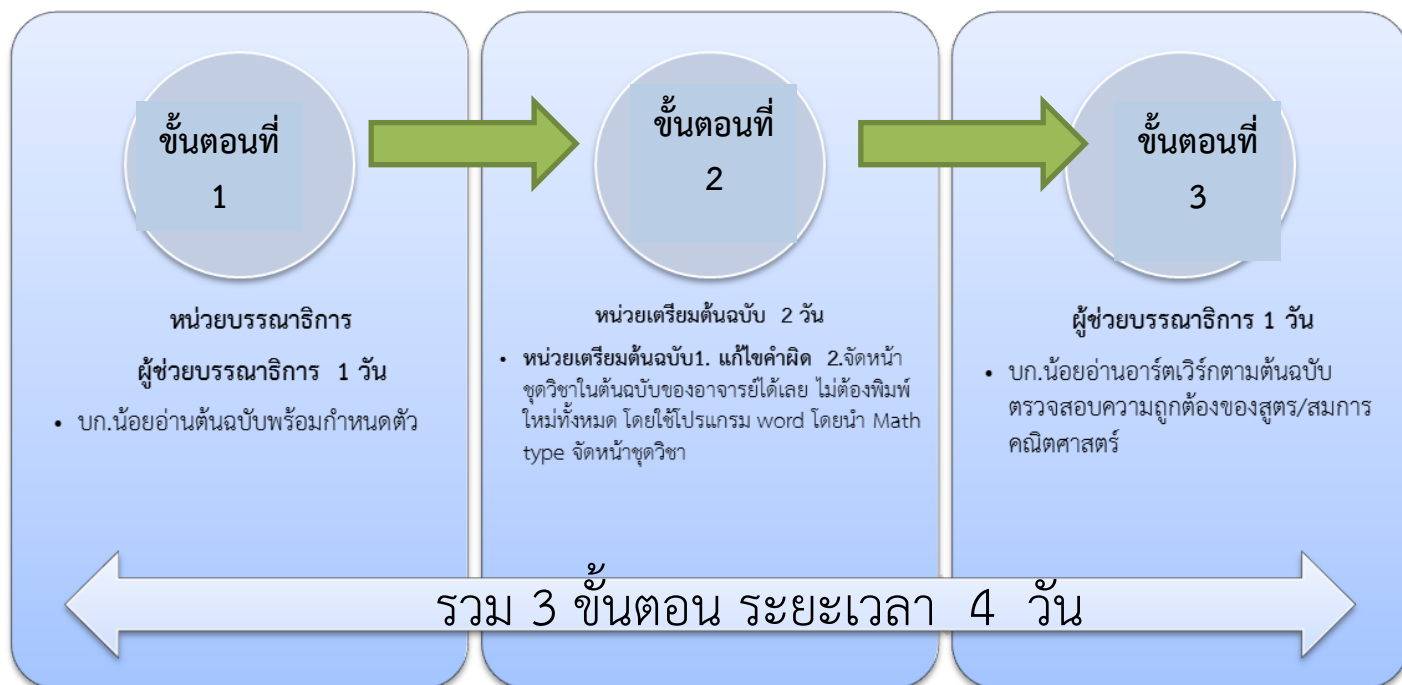 ขั้นตอนที่
1
ขั้นตอนที่
2
ขั้นตอนที่
3
หน่วยบรรณาธิการ
ผู้ช่วยบรรณาธิการ 1 วัน
• บก.น้อยอ่านต้นฉบับพร้อมกำหนดตัว
หน่วยเตรียมต้นฉบับ 2 วัน
• หน่วยเตรียมต้นฉบับ1. แก้ไขคำผิด 2.จัดหน้า
ชุดวิชาในต้นฉบับของอาจารย์ได้เลย ไม่ต้องพิมพ์
ใหม่ทั้งหมด โดยใช้โปรแกรม word โดยนำ Math
type จัดหน้าชุดวิชา
ผู้ช่วยบรรณาธิการ 1 วัน
• บก.น้อยอ่านอาร์ตเวิร์กตามต้นฉบับ
ตรวจสอบความถูกต้องของสูตร/สมการ
คณิตศาสตร์
รวม 3 ขั้นตอน ระยะเวลา 4 วัน